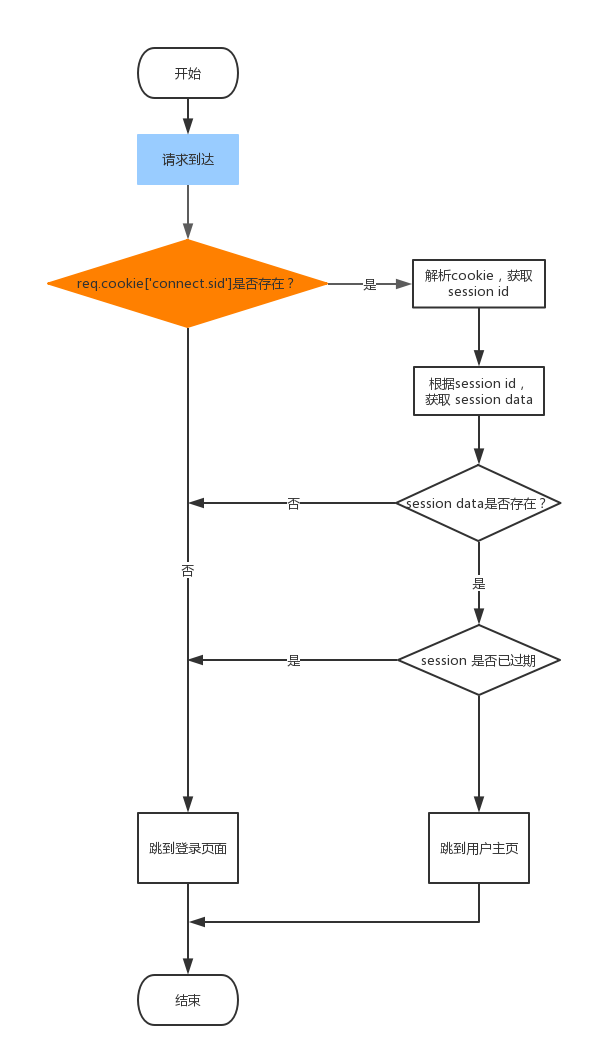 开始
请求到达
req.cookie['connect.sid']是否存在？
是
解析cookie，获取
session id
根据session id，
获取 session data
session data是否存在？
否
否
是
session 是否已过期
是
跳到登录页面
跳到用户主页
结束